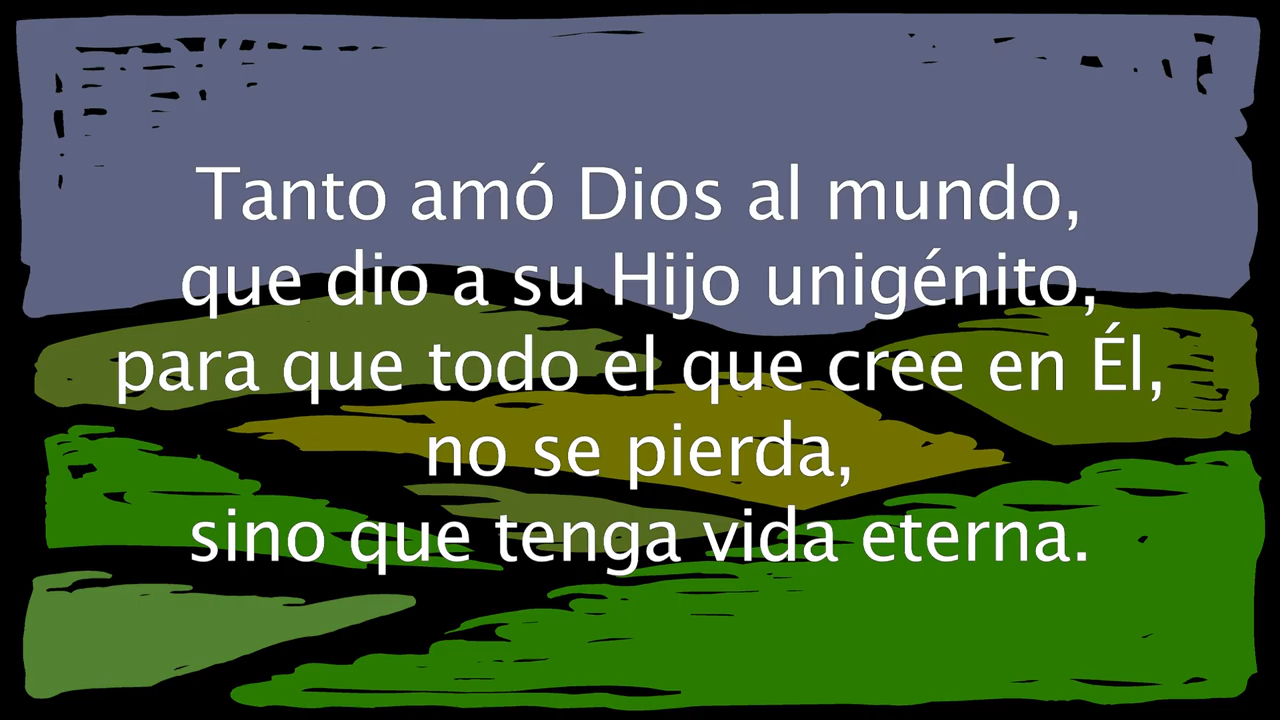 Tanto amó Dios al mundo,
que dio a su Hijo unigénito,
para que todo el que cree en Él,
no se pierda,
sino que tenga vida eterna.